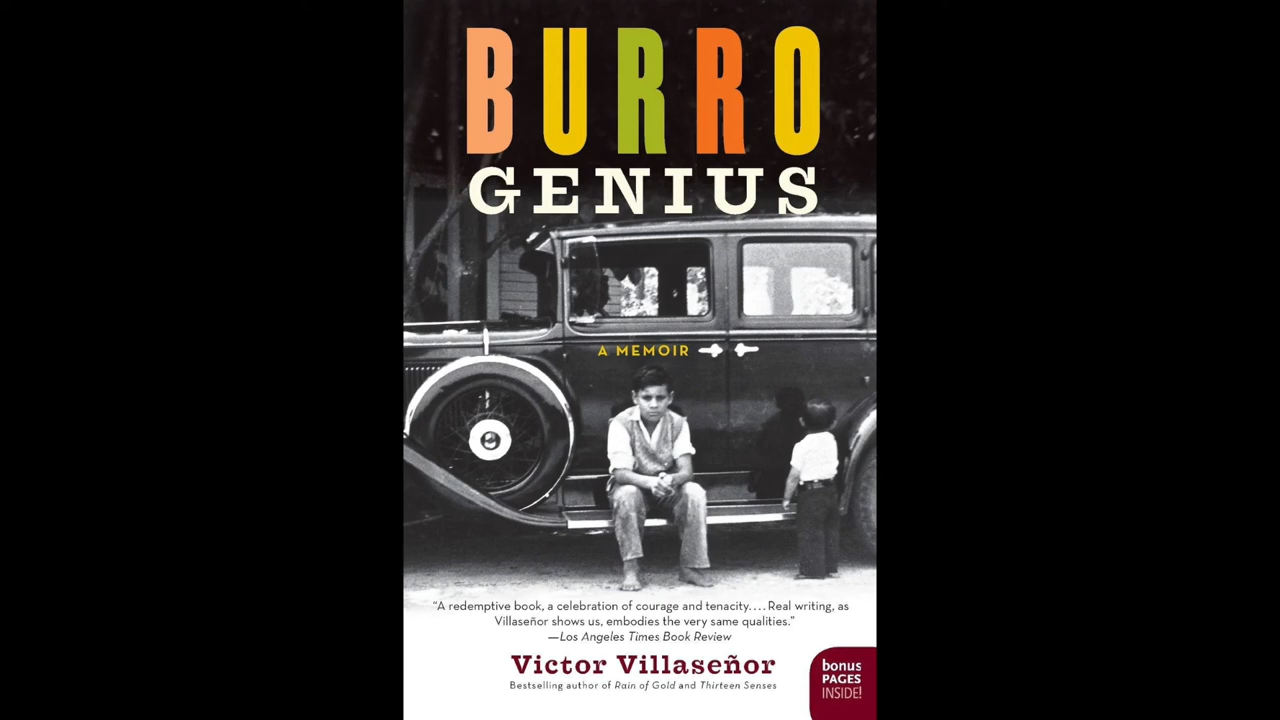 BURRO
GENIUS
A MEMOIR
“A redemptive book, a celebration of courage and tenacity.... Real writing, as
Villaseñor shows us, embodies the very same qualities.”
—Los Angeles Times Book Review
Victor Villaseñor
Bestselling author of Rain of Gold and Thirteen Senses
bonus
PAGES
INSIDE!